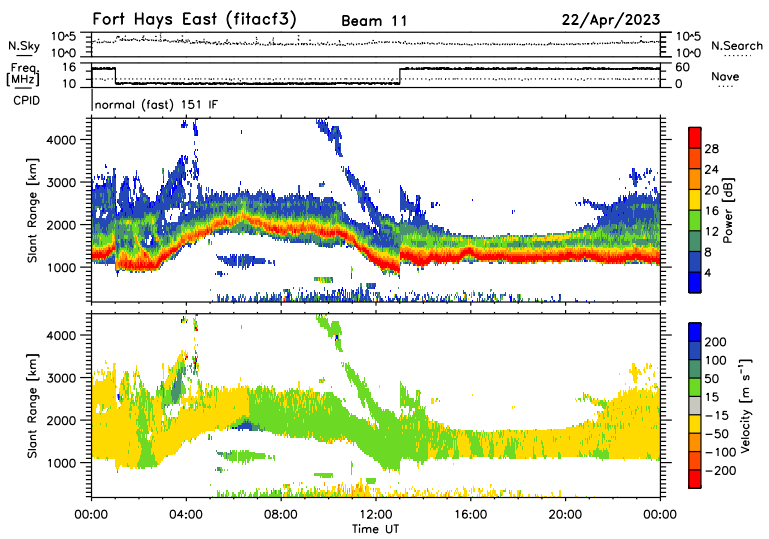 Fort Hays East (fitacf3) Beam 11 22/Apr/2023
N.Sky 10^5 10^5 N.Search
10^0 10^0
Freq. 16 60 Nave
[MHz] 10 0
CPID normal (fast) 151 IF
Slant Range [km]
4000
3000
2000
1000
Power [dB]
28
24
20
16
12
8
4
Slant Range [km]
4000
3000
2000
1000
Velocity [m s⁻¹]
200
100
50
15
−15
−50
−100
−200
00:00 04:00 08:00 12:00 16:00 20:00 00:00
Time UT